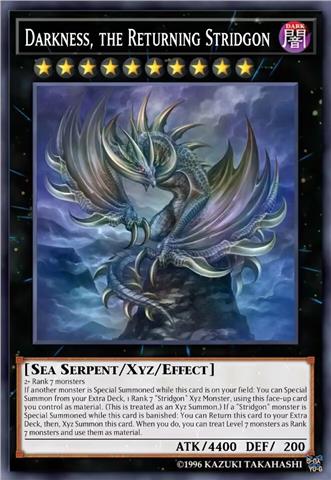 DARKNESS, THE RETURNING STRIDGON
DARK
闇
[SEA SERPENT/XYZ/EFFECT]
2+ Rank 7 monsters
If another monster is Special Summoned while this card is on your field: You can Special
Summon from your Extra Deck, 1 Rank 7 "Stridgon" Xyz Monster, using this face-up card
you control as material. (This is treated as an Xyz Summon.) If a "Stridgon" monster is
Special Summoned while this card is banished: You can Return this card to your Extra
Deck, then, Xyz Summon this card. When you do, you can treat Level 7 monsters as Rank
7 monsters and use them as material.
ATK/4400 DEF/ 200
©1996 KAZUKI TAKAHASHI